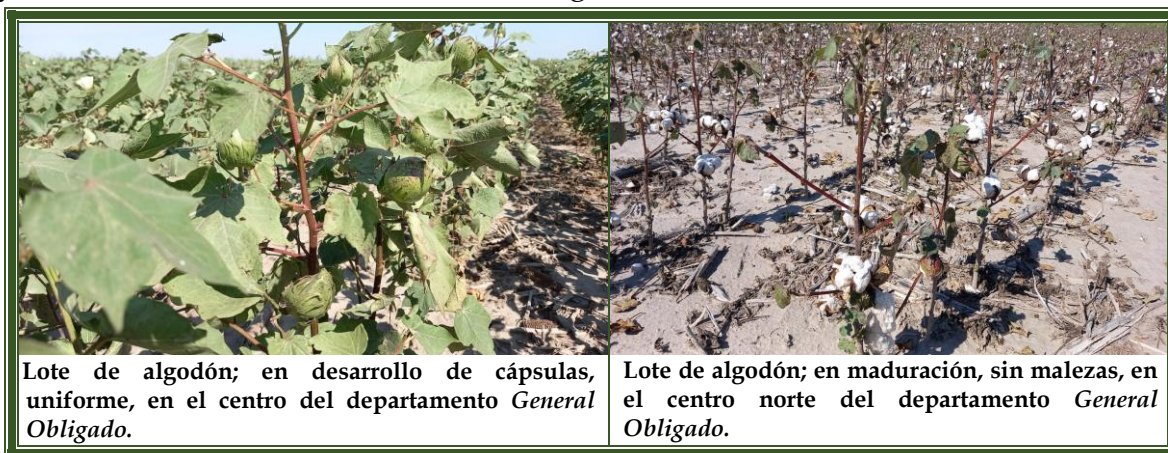 Lote de algodón; en desarrollo de cápsulas,
uniforme, en el centro del departamento General
Obligado.
Lote de algodón; en maduración, sin malezas, en
el centro norte del departamento General
Obligado.